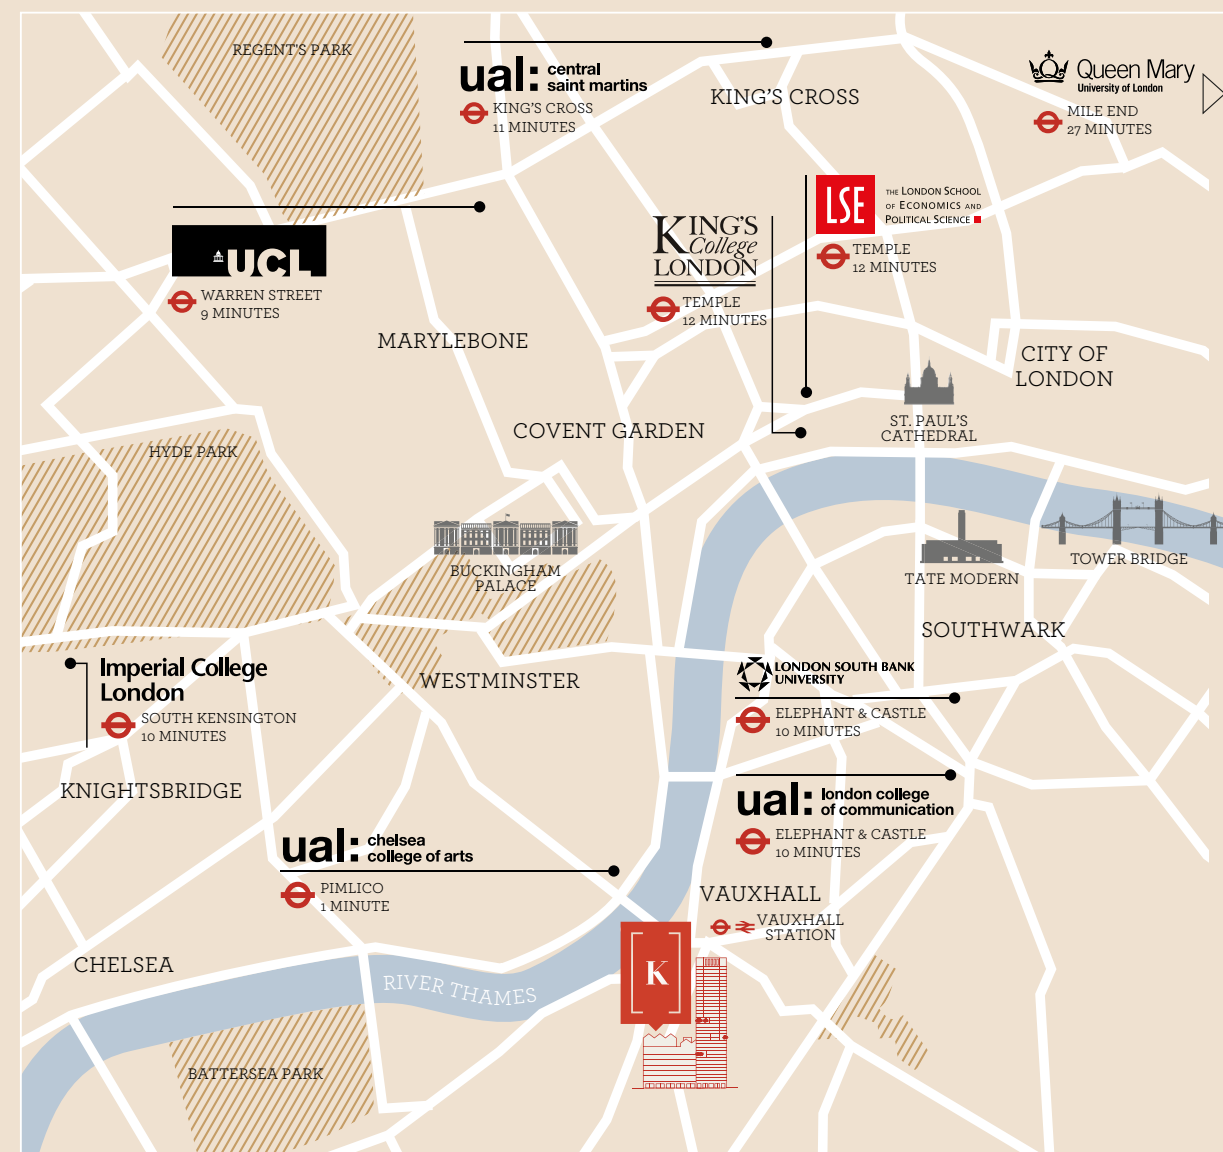 REGENT'S PARK
ual: central
saint martins
KING'S CROSS
11 MINUTES
KING'S CROSS
Queen Mary
University of London
MILE END
27 MINUTES
UCL
WARREN STREET
9 MINUTES
KING'S
College
LONDON
TEMPLE
12 MINUTES
LSE
THE LONDON SCHOOL
OF ECONOMICS AND
POLITICAL SCIENCE
TEMPLE
12 MINUTES
MARYLEBONE
CITY OF
LONDON
COVENT GARDEN
ST. PAUL'S
CATHEDRAL
HYDE PARK
BUCKINGHAM
PALACE
TATE MODERN
TOWER BRIDGE
SOUTHWARK
Imperial College
London
SOUTH KENSINGTON
10 MINUTES
WESTMINSTER
LONDON SOUTH BANK
UNIVERSITY
ELEPHANT & CASTLE
10 MINUTES
KNIGHTSBRIDGE
ual: london college
of communication
ELEPHANT & CASTLE
10 MINUTES
ual: chelsea
college of arts
PIMLICO
1 MINUTE
VAUXHALL
VAUXHALL
STATION
CHELSEA
K
RIVER THAMES
BATTERSEA PARK